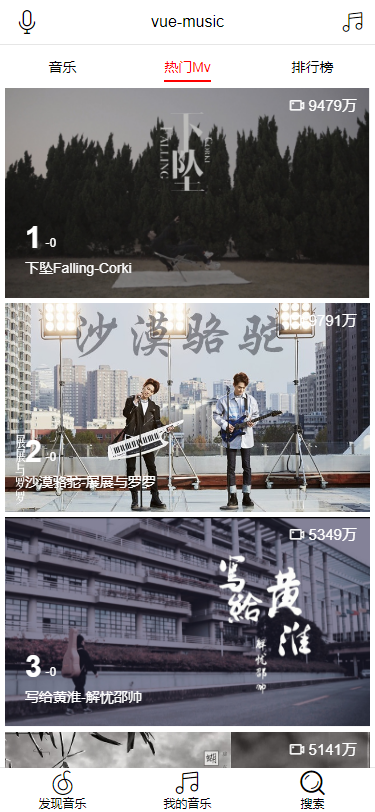 vue-music
音乐
热门Mv
排行榜
9479万
下坠
FALLING
Corki
1 -0
下坠Falling-Corki
9791万
沙漠骆驼
展展与罗罗
2 -0
沙漠骆驼-展展与罗罗
5349万
写给黄淮
解忧邵帅
3 -0
写给黄淮-解忧邵帅
5141万
发现音乐
我的音乐
搜索